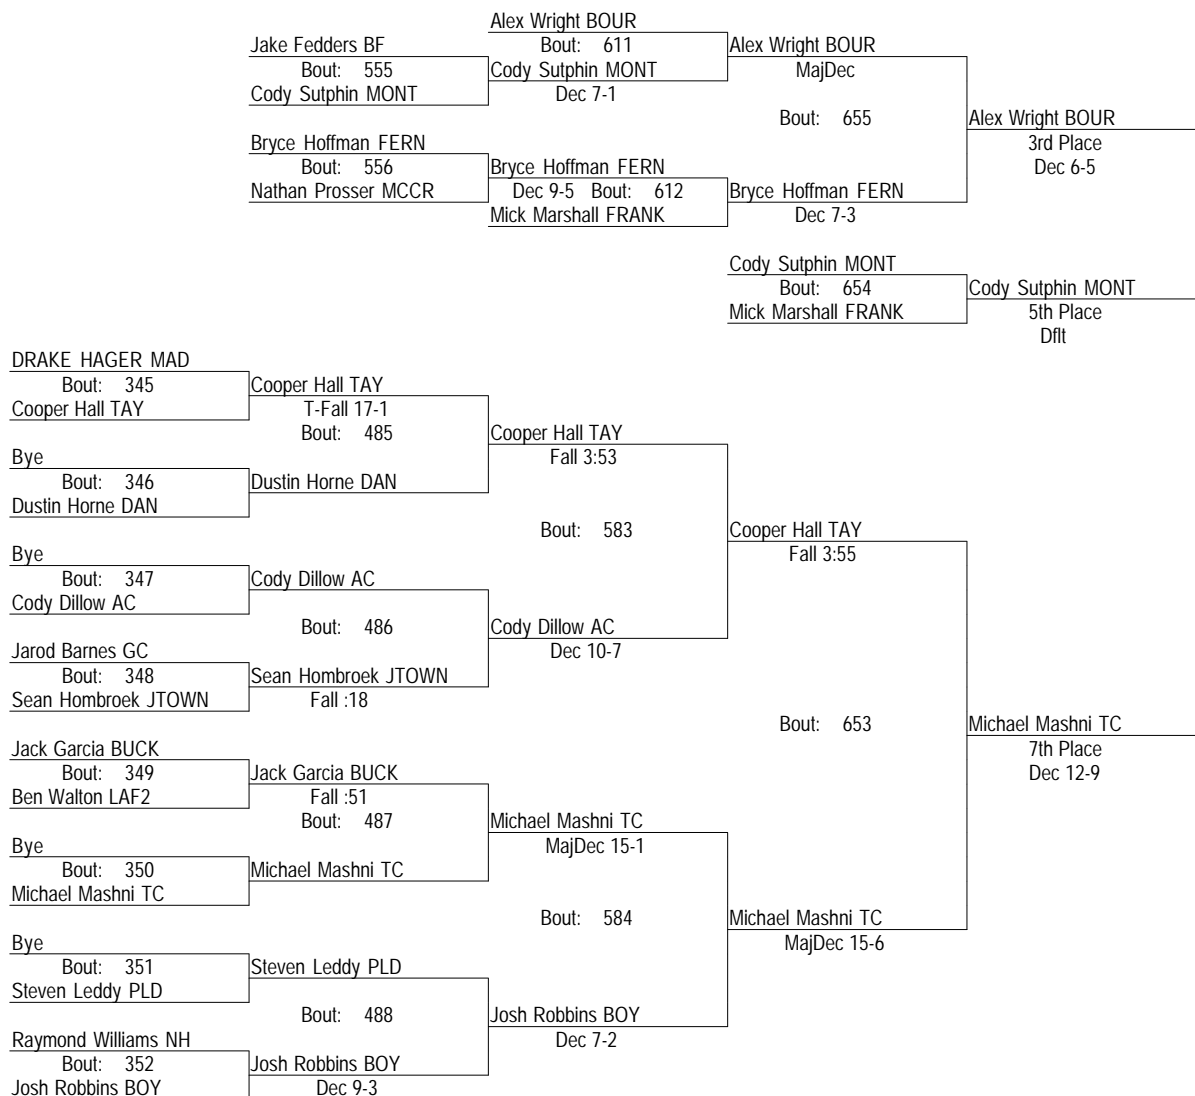 Alex Wright BOUR
Jake Fedders BF Bout: 611 Alex Wright BOUR
Bout: 555 Cody Sutphin MONT MajDec
Cody Sutphin MONT Dec 7-1
Bout: 655 Alex Wright BOUR
Bryce Hoffman FERN 3rd Place
Bout: 556 Bryce Hoffman FERN Dec 6-5
Nathan Prosser MCCR Dec 9-5 Bout: 612 Bryce Hoffman FERN
Mick Marshall FRANK Dec 7-3
Cody Sutphin MONT
Bout: 654 Cody Sutphin MONT
Mick Marshall FRANK 5th Place
Dflt
DRAKE HAGER MAD
Bout: 345 Cooper Hall TAY
Cooper Hall TAY T-Fall 17-1
Bout: 485 Cooper Hall TAY
Bye Fall 3:53
Bout: 346 Dustin Horne DAN
Dustin Horne DAN
Bout: 583 Cooper Hall TAY
Bye Fall 3:55
Bout: 347 Cody Dillow AC
Cody Dillow AC
Bout: 486 Cody Dillow AC
Jarod Barnes GC Dec 10-7
Bout: 348 Sean Hombroek JTOWN
Sean Hombroek JTOWN Fall :18
Bout: 653 Michael Mashni TC
Jack Garcia BUCK 7th Place
Bout: 349 Jack Garcia BUCK Dec 12-9
Ben Walton LAF2 Fall :51
Bout: 487 Michael Mashni TC
Bye MajDec 15-1
Bout: 350 Michael Mashni TC
Michael Mashni TC
Bout: 584 Michael Mashni TC
Bye MajDec 15-6
Bout: 351 Steven Leddy PLD
Steven Leddy PLD
Bout: 488 Josh Robbins BOY
Raymond Williams NH Dec 7-2
Bout: 352 Josh Robbins BOY
Josh Robbins BOY Dec 9-3